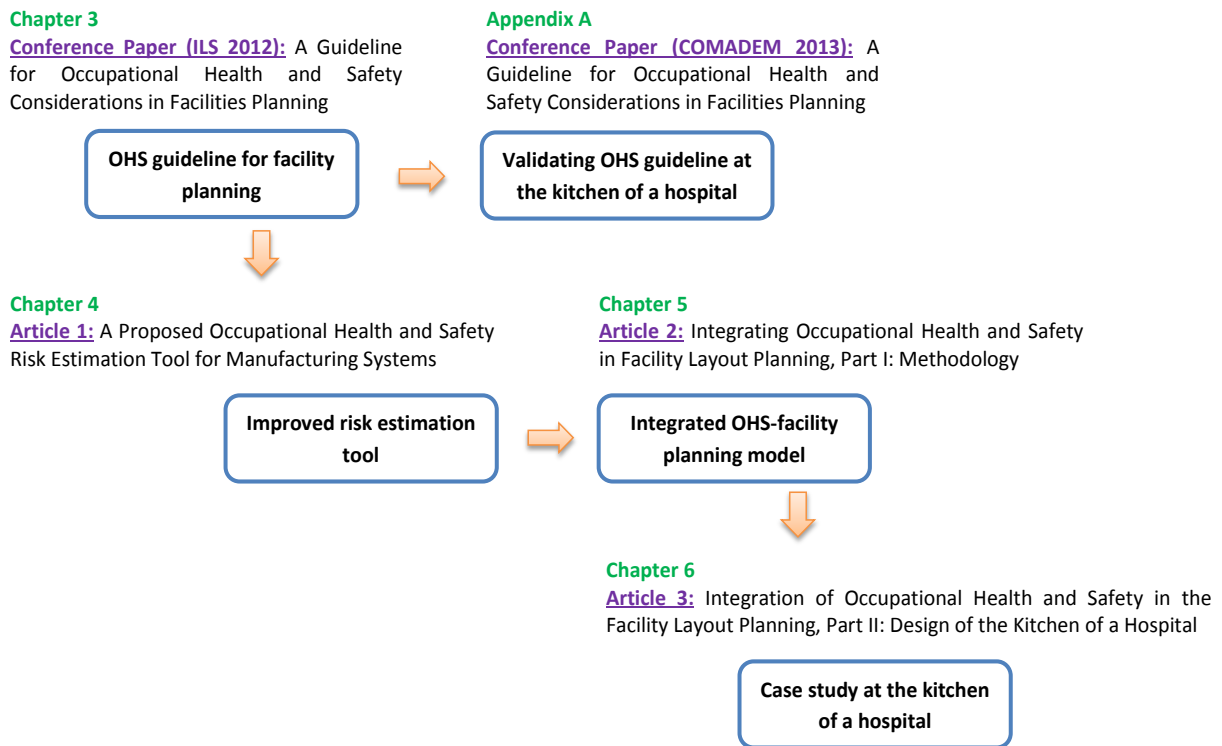 Chapter 3
Conference Paper (ILS 2012): A Guideline
for Occupational Health and Safety
Considerations in Facilities Planning
OHS guideline for facility
planning
Appendix A
Conference Paper (COMADEM 2013): A
Guideline for Occupational Health and
Safety Considerations in Facilities Planning
Validating OHS guideline at
the kitchen of a hospital
Chapter 4
Article 1: A Proposed Occupational Health and Safety
Risk Estimation Tool for Manufacturing Systems
Improved risk estimation
tool
Chapter 5
Article 2: Integrating Occupational Health and Safety
in Facility Layout Planning, Part I: Methodology
Integrated OHS-facility
planning model
Chapter 6
Article 3: Integration of Occupational Health and Safety in the
Facility Layout Planning, Part II: Design of the Kitchen of a Hospital
Case study at the kitchen
of a hospital